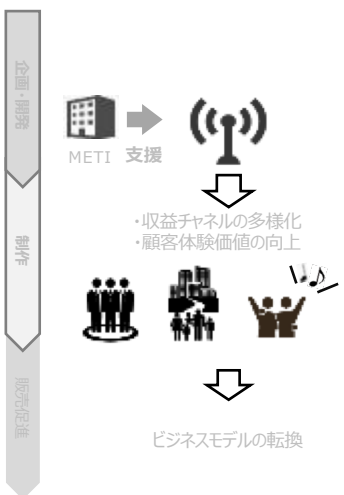 企画・開発
METI 支援
・収益チャネルの多様化
・顧客体験価値の向上
制作
販売促進
ビジネスモデルの転換